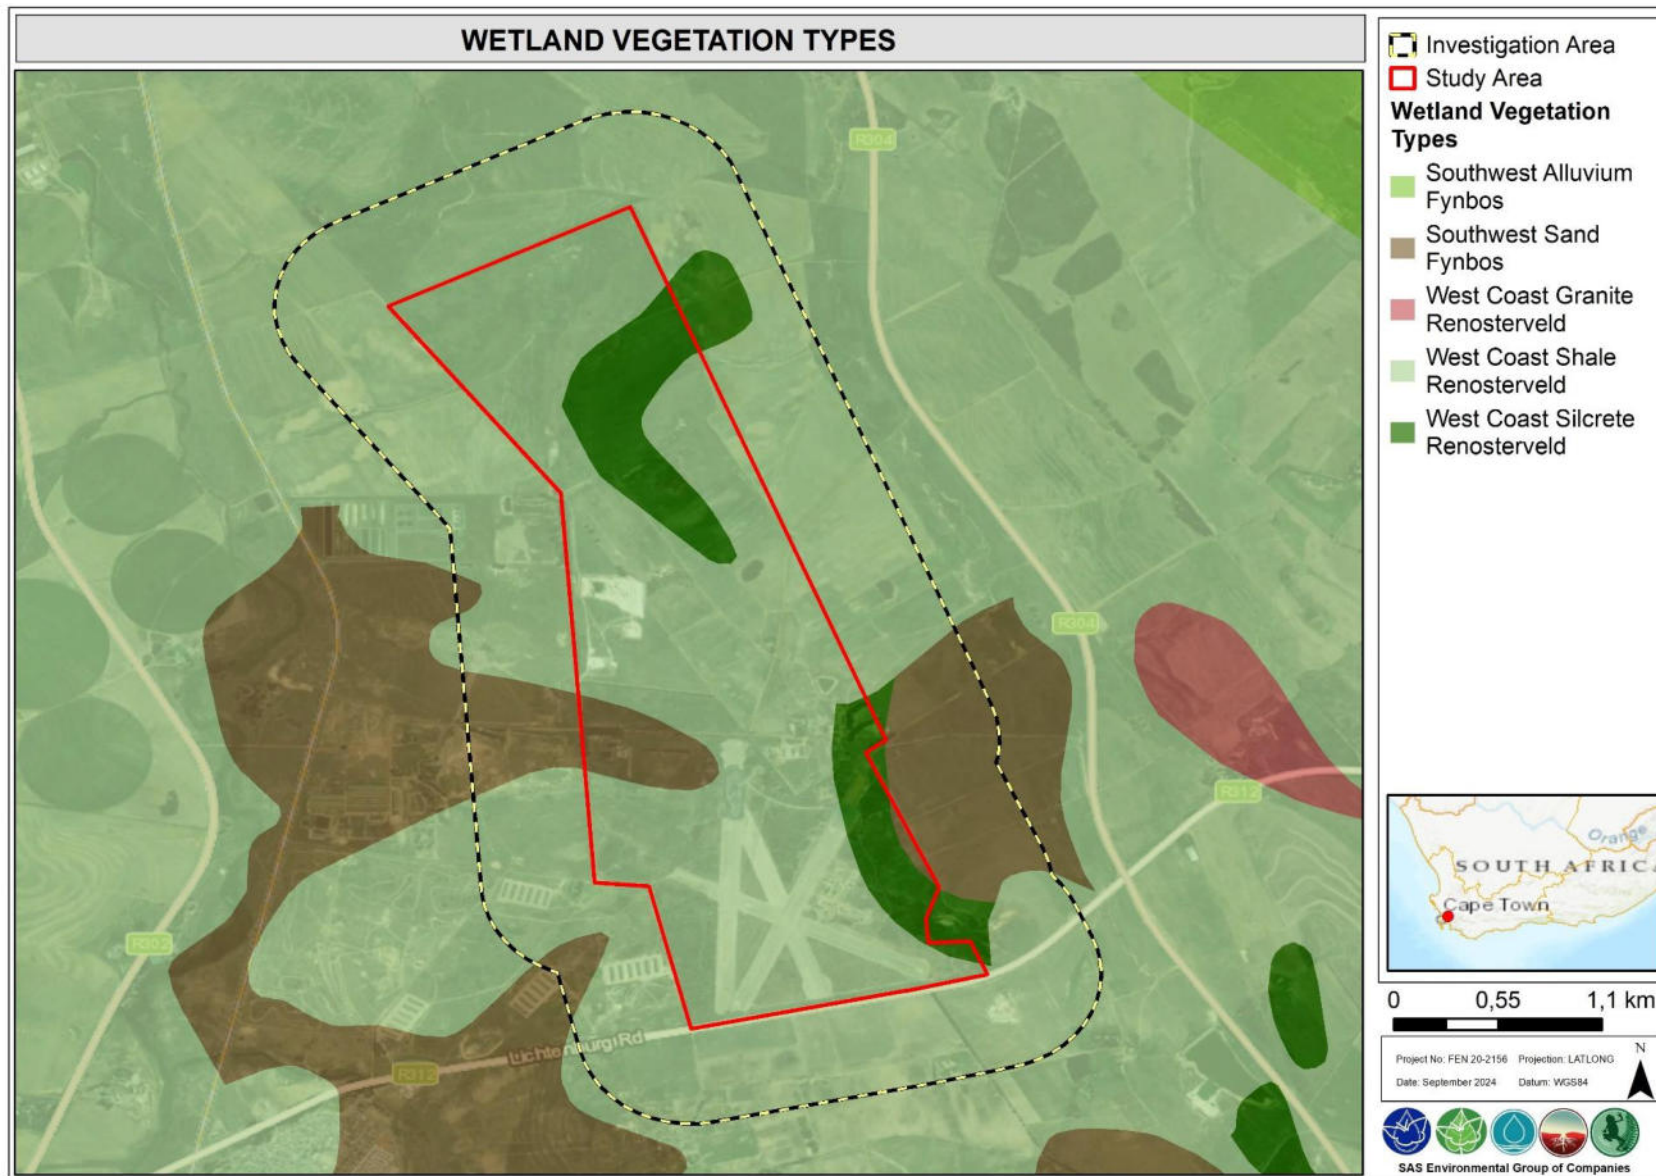 WETLAND VEGETATION TYPES
R304
R304
R312
R302
Lichtenburg Rd
R312
Investigation Area
Study Area
Wetland Vegetation
Types
Southwest Alluvium
Fynbos
Southwest Sand
Fynbos
West Coast Granite
Renosterveld
West Coast Shale
Renosterveld
West Coast Silcrete
Renosterveld
Orange
SOUTH AFRICA
Cape Town
0 0,55 1,1 km
Project No: FEN 20-2156 Projection: LATLONG
Date: September 2024 Datum: WGS84
N
SAS Environmental Group of Companies